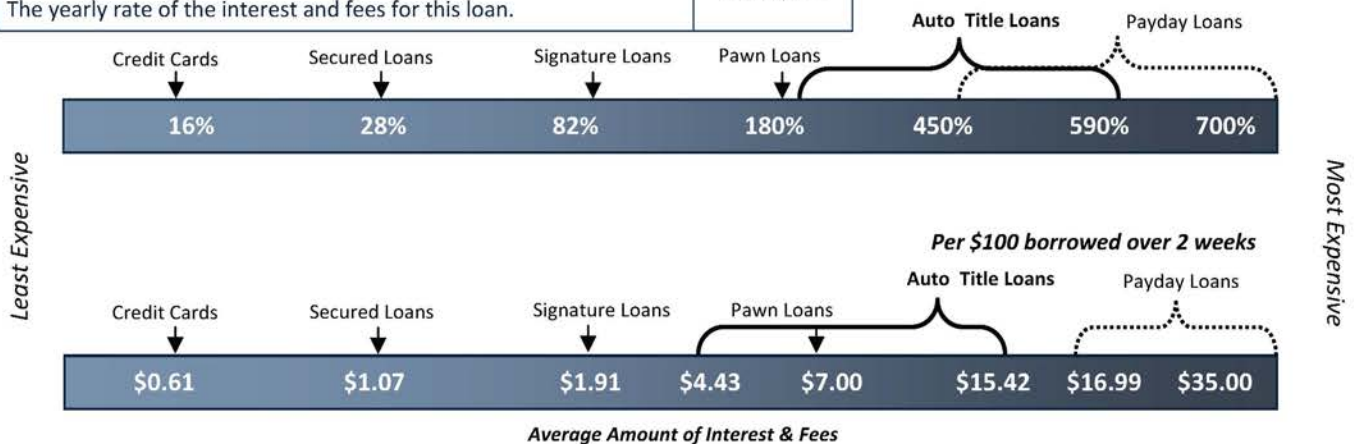 The yearly rate of the interest and fees for this loan.
Auto Title Loans
Payday Loans
Credit Cards
Secured Loans
Signature Loans
Pawn Loans
16% 28% 82% 180% 450% 590% 700%
Least Expensive
Most Expensive
Per $100 borrowed over 2 weeks
Auto Title Loans
Payday Loans
Credit Cards
Secured Loans
Signature Loans
Pawn Loans
$0.61 $1.07 $1.91 $4.43 $7.00 $15.42 $16.99 $35.00
Average Amount of Interest & Fees